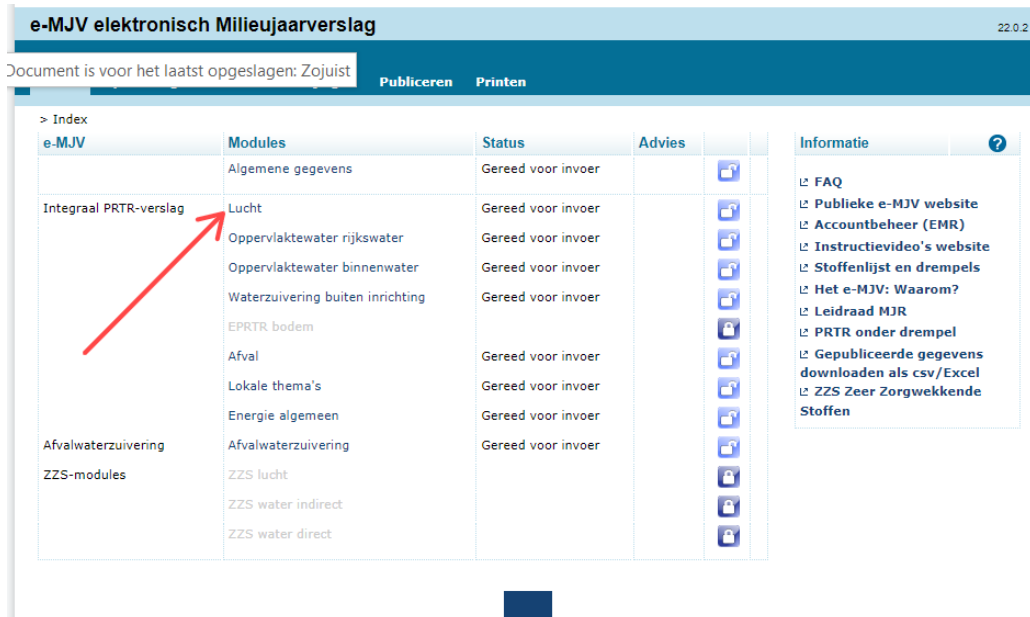 e-MJV elektronisch Milieujaarverslag
22.0.2
Document is voor het laatst opgeslagen: Zojuist
Publiceren Printen
> Index
e-MJV Modules Status Advies
Algemene gegevens Gereed voor invoer
Integraal PRTR-verslag Lucht Gereed voor invoer
Oppervlaktewater rijkswater Gereed voor invoer
Oppervlaktewater binnenwater Gereed voor invoer
Waterzuivering buiten inrichting Gereed voor invoer
EPRTR bodem
Afval Gereed voor invoer
Lokale thema's Gereed voor invoer
Energie algemeen Gereed voor invoer
Afvalwaterzuivering Afvalwaterzuivering Gereed voor invoer
ZZS-modules ZZS lucht
ZZS water indirect
ZZS water direct
Informatie ?
FAQ
Publieke e-MJV website
Accountbeheer (EMR)
Instructievideo's website
Stoffenlijst en drempels
Het e-MJV: Waarom?
Leidraad MJR
PRTR onder drempel
Gepubliceerde gegevens
downloaden als csv/Excel
ZZS Zeer Zorgwekkende
Stoffen